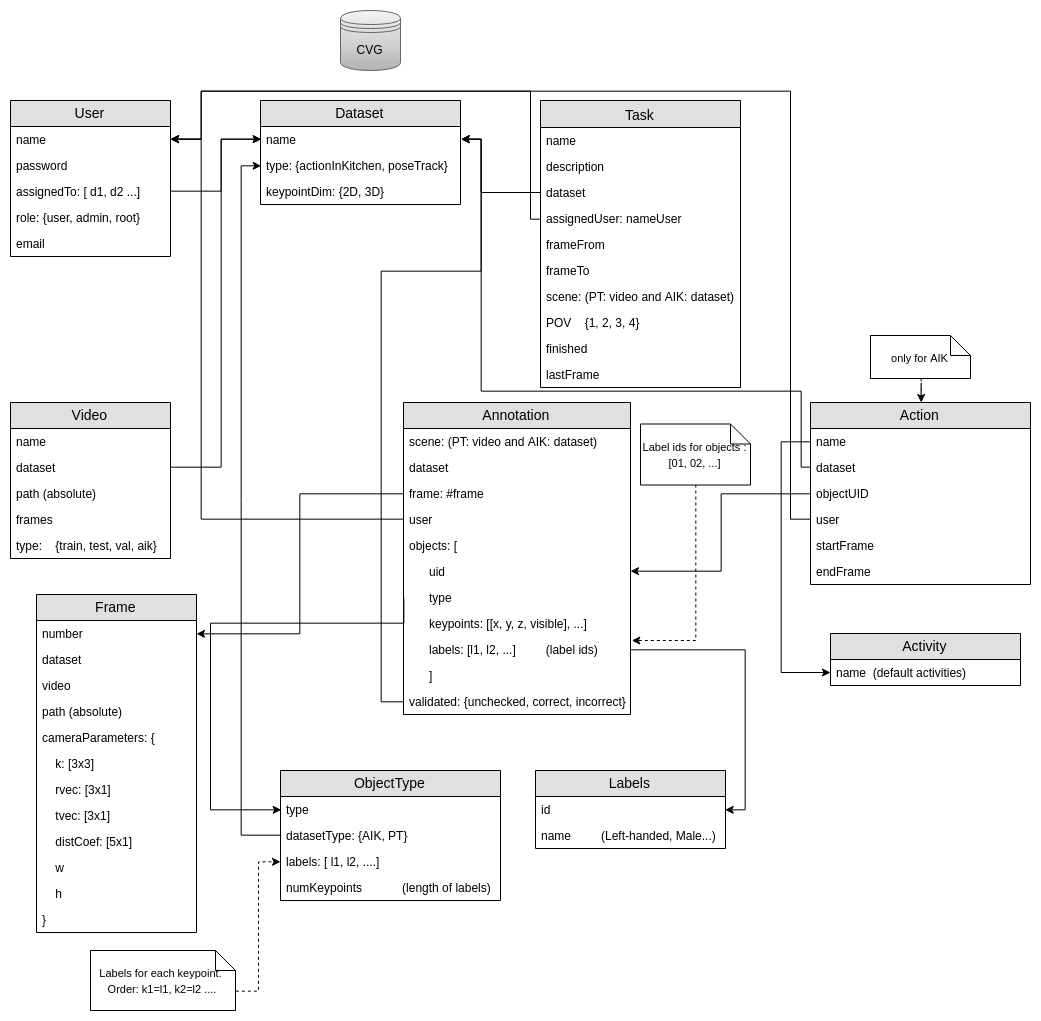 CVG
User
name
password
assignedTo: [ d1, d2 ...]
role: {user, admin, root}
email
Dataset
name
type: {actionInKitchen, poseTrack}
keypointDim: {2D, 3D}
Task
name
description
dataset
assignedUser: nameUser
frameFrom
frameTo
scene: (PT: video and AIK: dataset)
POV {1, 2, 3, 4}
finished
lastFrame
only for AIK
Video
name
dataset
path (absolute)
frames
type: {train, test, val, aik}
Annotation
scene: (PT: video and AIK: dataset)
dataset
frame: #frame
user
objects: [
uid
type
keypoints: [[x, y, z, visible], ...]
labels: [l1, l2, ...] (label ids)
]
validated: {unchecked, correct, incorrect}
Label ids for objects :
[01, 02, ...]
Action
name
dataset
objectUID
user
startFrame
endFrame
Frame
number
dataset
video
path (absolute)
cameraParameters: {
k: [3x3]
rvec: [3x1]
tvec: [3x1]
distCoef: [5x1]
w
h
}
Activity
name (default activities)
ObjectType
type
datasetType: {AIK, PT}
labels: [ l1, l2, ....]
numKeypoints (length of labels)
Labels
id
name (Left-handed, Male...)
Labels for each keypoint.
Order: k1=l1, k2=l2 ....